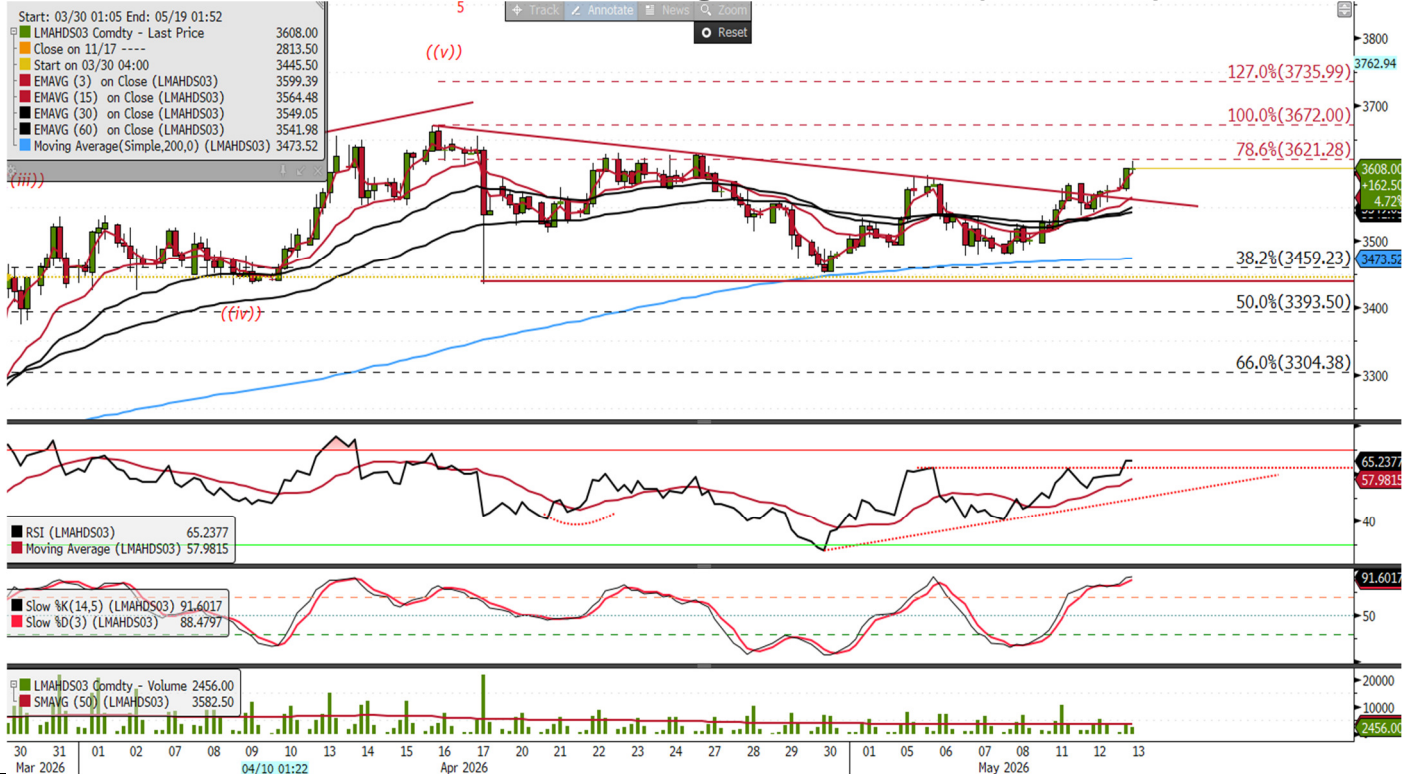 Start: 03/30 01:05 End: 05/19 01:52
LMAHDS03 Comdty - Last Price 3608.00
Close on 11/17 ---- 2813.50
Start on 03/30 04:00 3445.50
EMAVG (3) on Close (LMAHDS03) 3599.39
EMAVG (15) on Close (LMAHDS03) 3564.48
EMAVG (30) on Close (LMAHDS03) 3549.05
EMAVG (60) on Close (LMAHDS03) 3541.98
Moving Average(Simple,200,0) (LMAHDS03) 3473.52
5
Track Annotate News Zoom
Reset
((v))
(iii))
((iv))
127.0%(3735.99)
100.0%(3672.00)
78.6%(3621.28)
38.2%(3459.23)
50.0%(3393.50)
66.0%(3304.38)
3800
3762.94
3700
3608.00
+162.50
4.72%
3500
3473.52
3400
3300
RSI (LMAHDS03) 65.2377
Moving Average (LMAHDS03) 57.9815
65.2377
57.9815
40
Slow %K(14,5) (LMAHDS03) 91.6017
Slow %D(3) (LMAHDS03) 88.4797
91.6017
50
LMAHDS03 Comdty - Volume 2456.00
SMAVG (50) (LMAHDS03) 3582.50
20000
10000
2456.00
30 31 01 02 07 08 09 10 13 14 15 16 17 20 21 22 23 24 27 28 29 30 01 05 06 07 08 11 12 13
Mar 2026 04/10 01:22 Apr 2026 May 2026